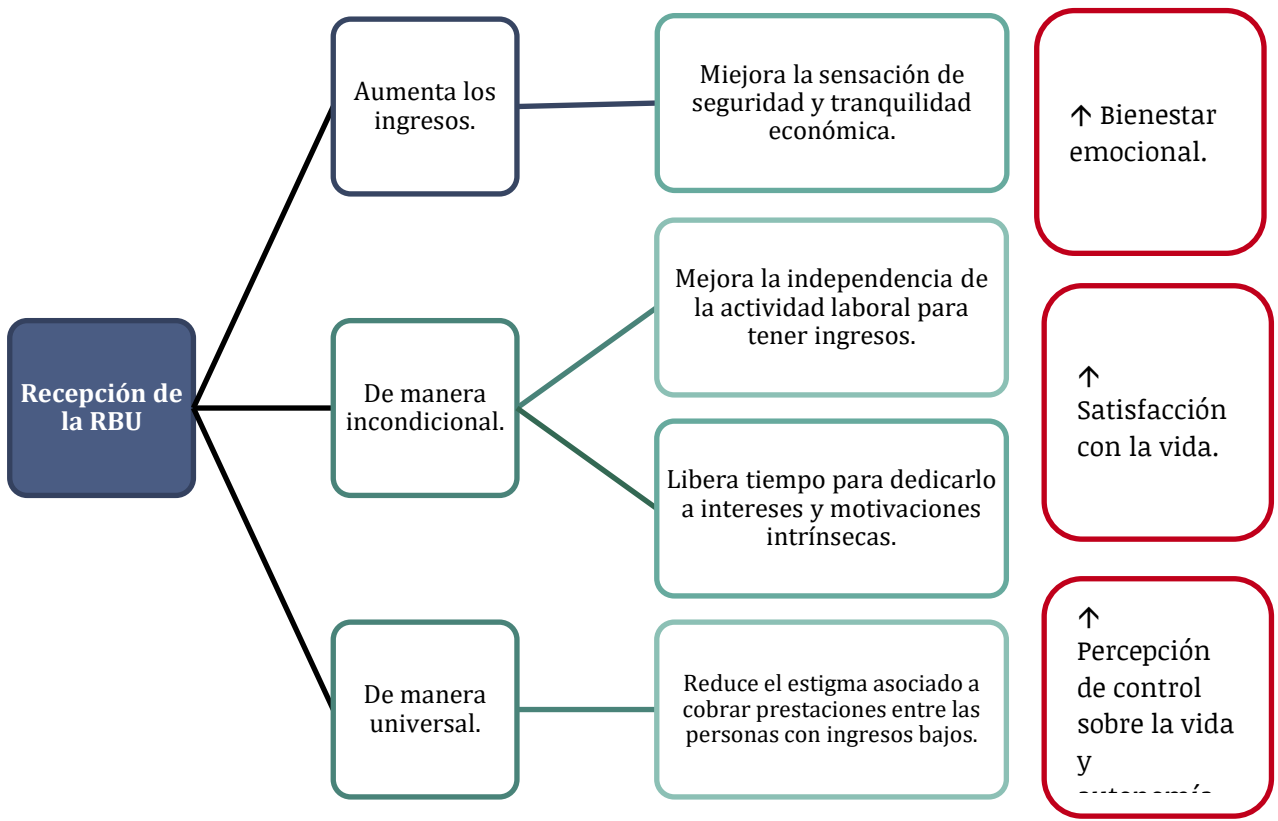 Recepción de
la RBU
Aumenta los
ingresos.
De manera
incondicional.
De manera
universal.
Miejora la sensación de
seguridad y tranquilidad
económica.
Mejora la independencia de
la actividad laboral para
tener ingresos.
Libera tiempo para dedicarlo
a intereses y motivaciones
intrínsecas.
Reduce el estigma asociado a
cobrar prestaciones entre las
personas con ingresos bajos.
↑ Bienestar
emocional.
↑
Satisfacción
con la vida.
↑
Percepción
de control
sobre la vida
y